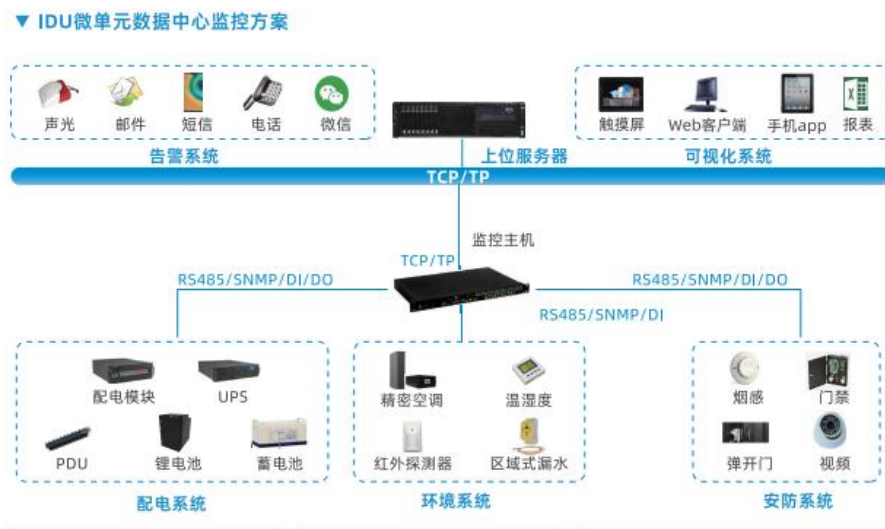 ▼ IDU微单元数据中心监控方案
声光 邮件 短信 电话 微信
触摸屏 Web客户端 手机app 报表
告警系统
上位服务器
可视化系统
TCP/TP
监控主机
TCP/TP
RS485/SNMP/DI/DO
RS485/SNMP/DI/DO
RS485/SNMP/DI
配电模块 UPS
PDU 锂电池 蓄电池
配电系统
精密空调 温湿度
红外探测器 区域式漏水
环境系统
烟感 门禁
弹开门 视频
安防系统